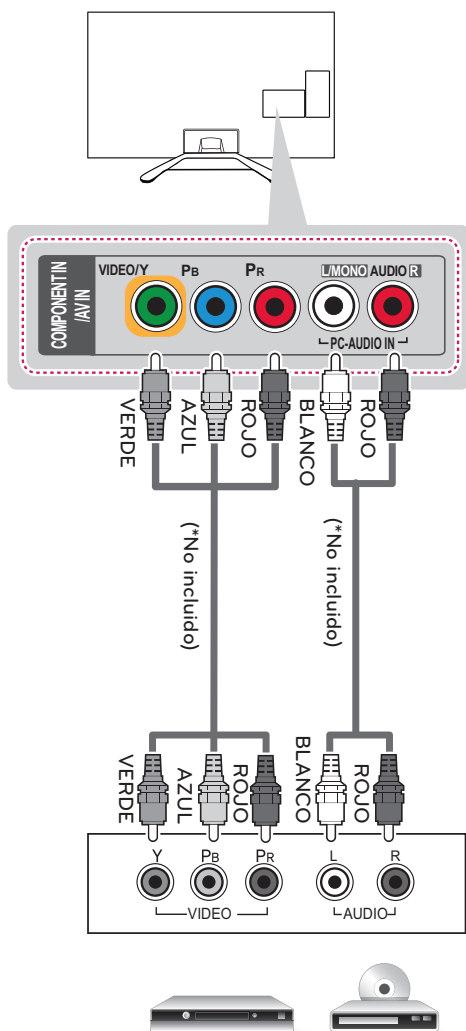 COMPONENT IN
/AV IN
VIDEO/Y PB PR L/MONO AUDIO R
PC-AUDIO IN
VERDE AZUL ROJO BLANCO ROJO
(*No incluido) (*No incluido)
VERDE AZUL ROJO BLANCO ROJO
Y PB PR L R
VIDEO AUDIO